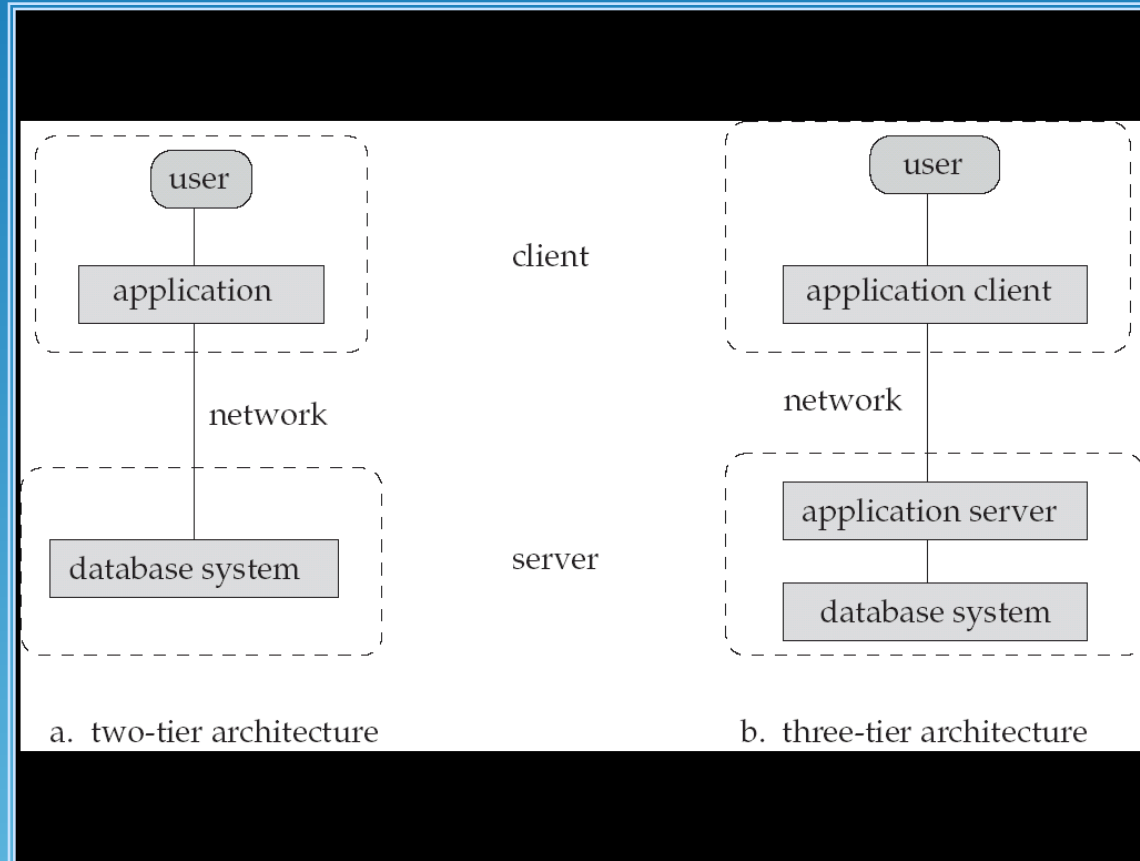 user
application
network
database system
a. two-tier architecture
client
server
user
application client
network
application server
database system
b. three-tier architecture